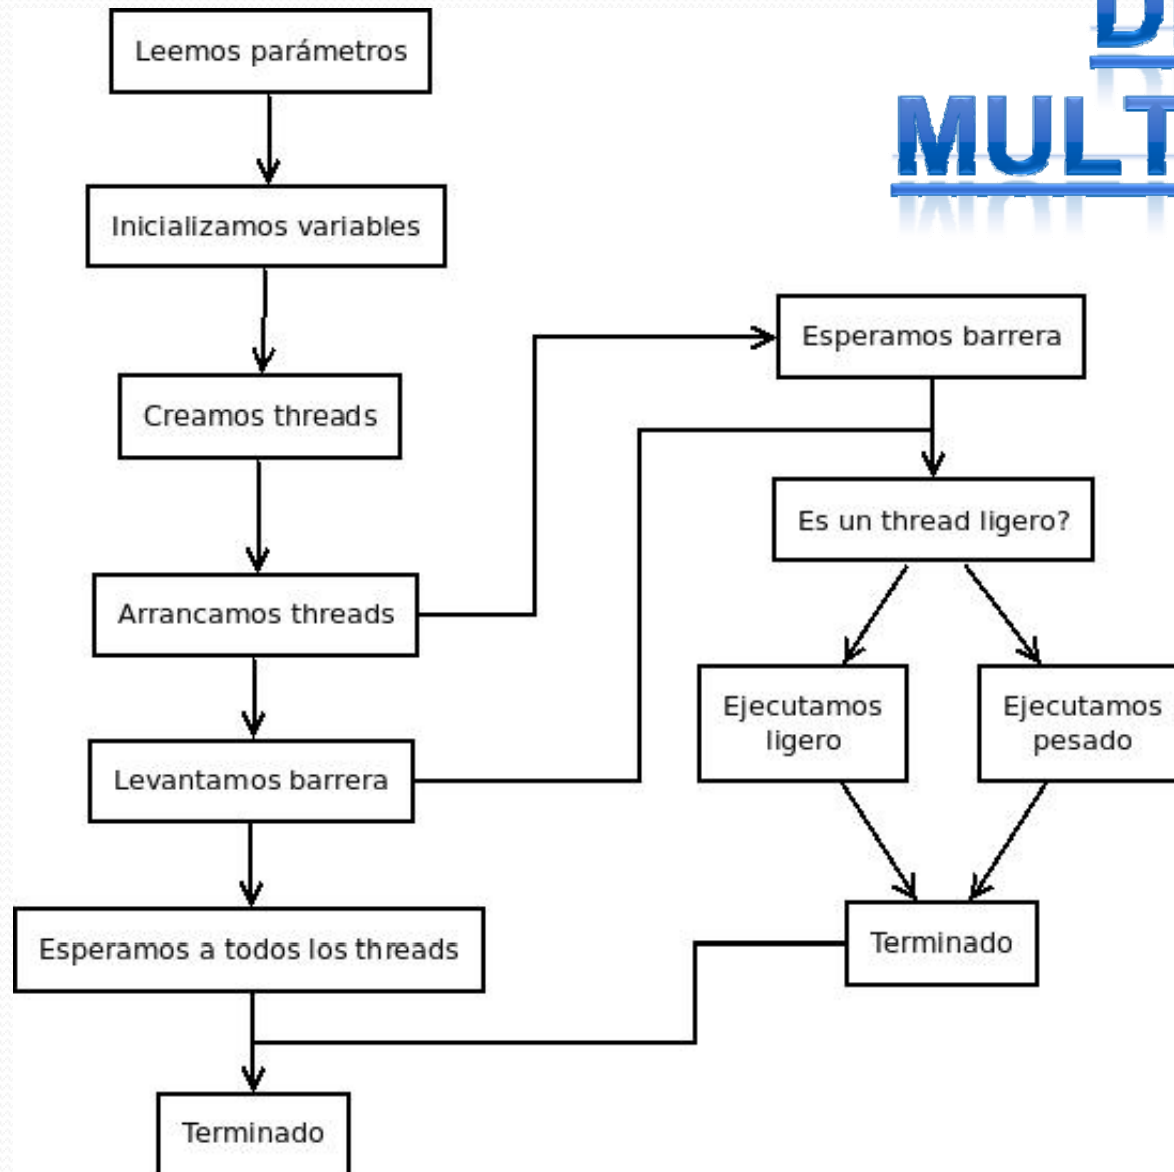 Leemos parámetros
Inicializamos variables
Creamos threads
Arrancamos threads
Levantamos barrera
Esperamos a todos los threads
Terminado
Esperamos barrera
Es un thread ligero?
Ejecutamos
ligero
Ejecutamos
pesado
Terminado